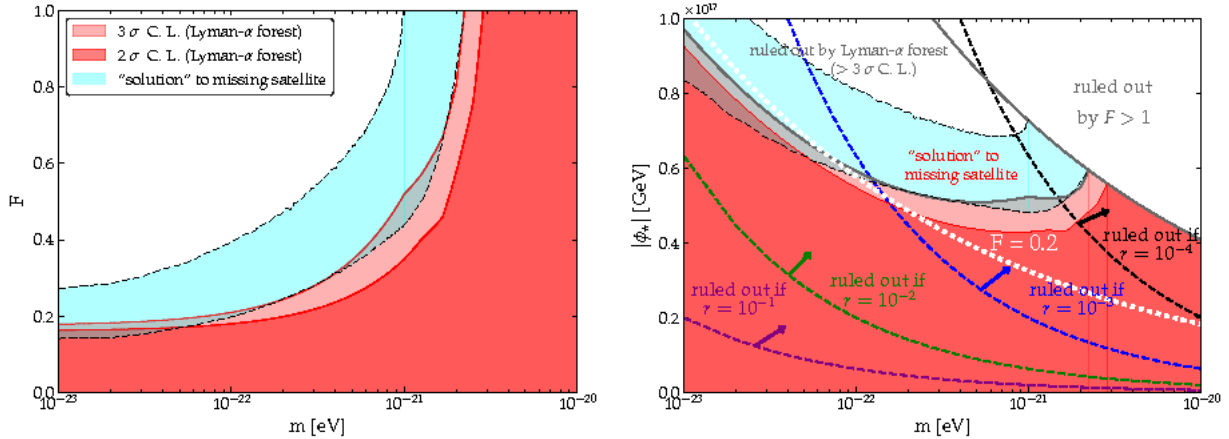 1.0
0.8
0.6
0.4
0.2
0.0
F
3 σ C. L. (Lyman-α forest)
2 σ C. L. (Lyman-α forest)
"solution" to missing satellite
10⁻²³
10⁻²²
10⁻²¹
10⁻²⁰
m [eV]
×10¹⁷
1.0
0.8
0.6
0.4
0.2
0.0
|ϕ*| [GeV]
ruled out by Lyman-α forest
(> 3 σ C. L.)
ruled out
by F > 1
"solution" to
missing satellite
F = 0.2
ruled out if
r = 10⁻⁴
ruled out if
r = 10⁻³
ruled out if
r = 10⁻²
ruled out if
r = 10⁻¹
10⁻²³
10⁻²²
10⁻²¹
10⁻²⁰
m [eV]